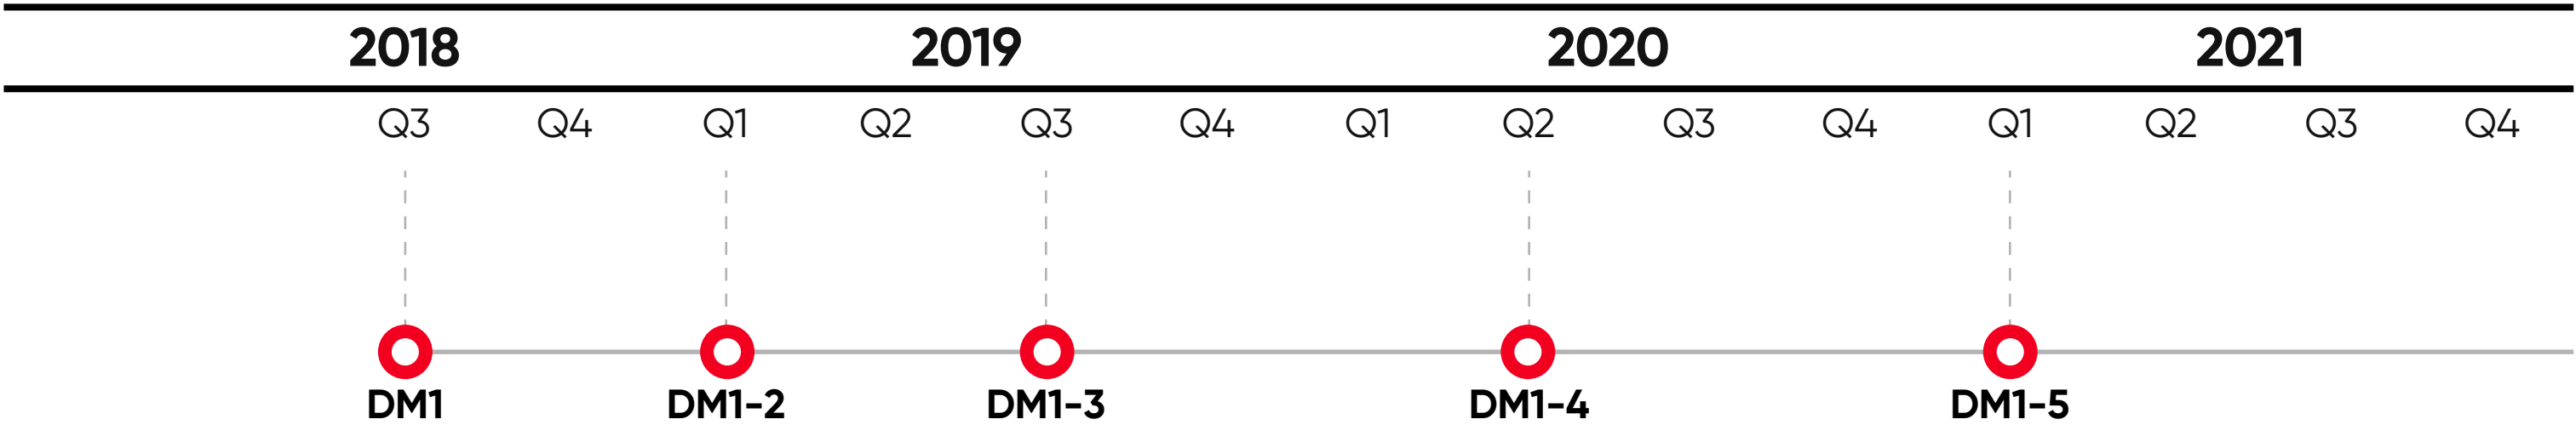 2018 2019 2020 2021
Q3 Q4 Q1 Q2 Q3 Q4 Q1 Q2 Q3 Q4 Q1 Q2 Q3 Q4
DM1 DM1-2 DM1-3 DM1-4 DM1-5